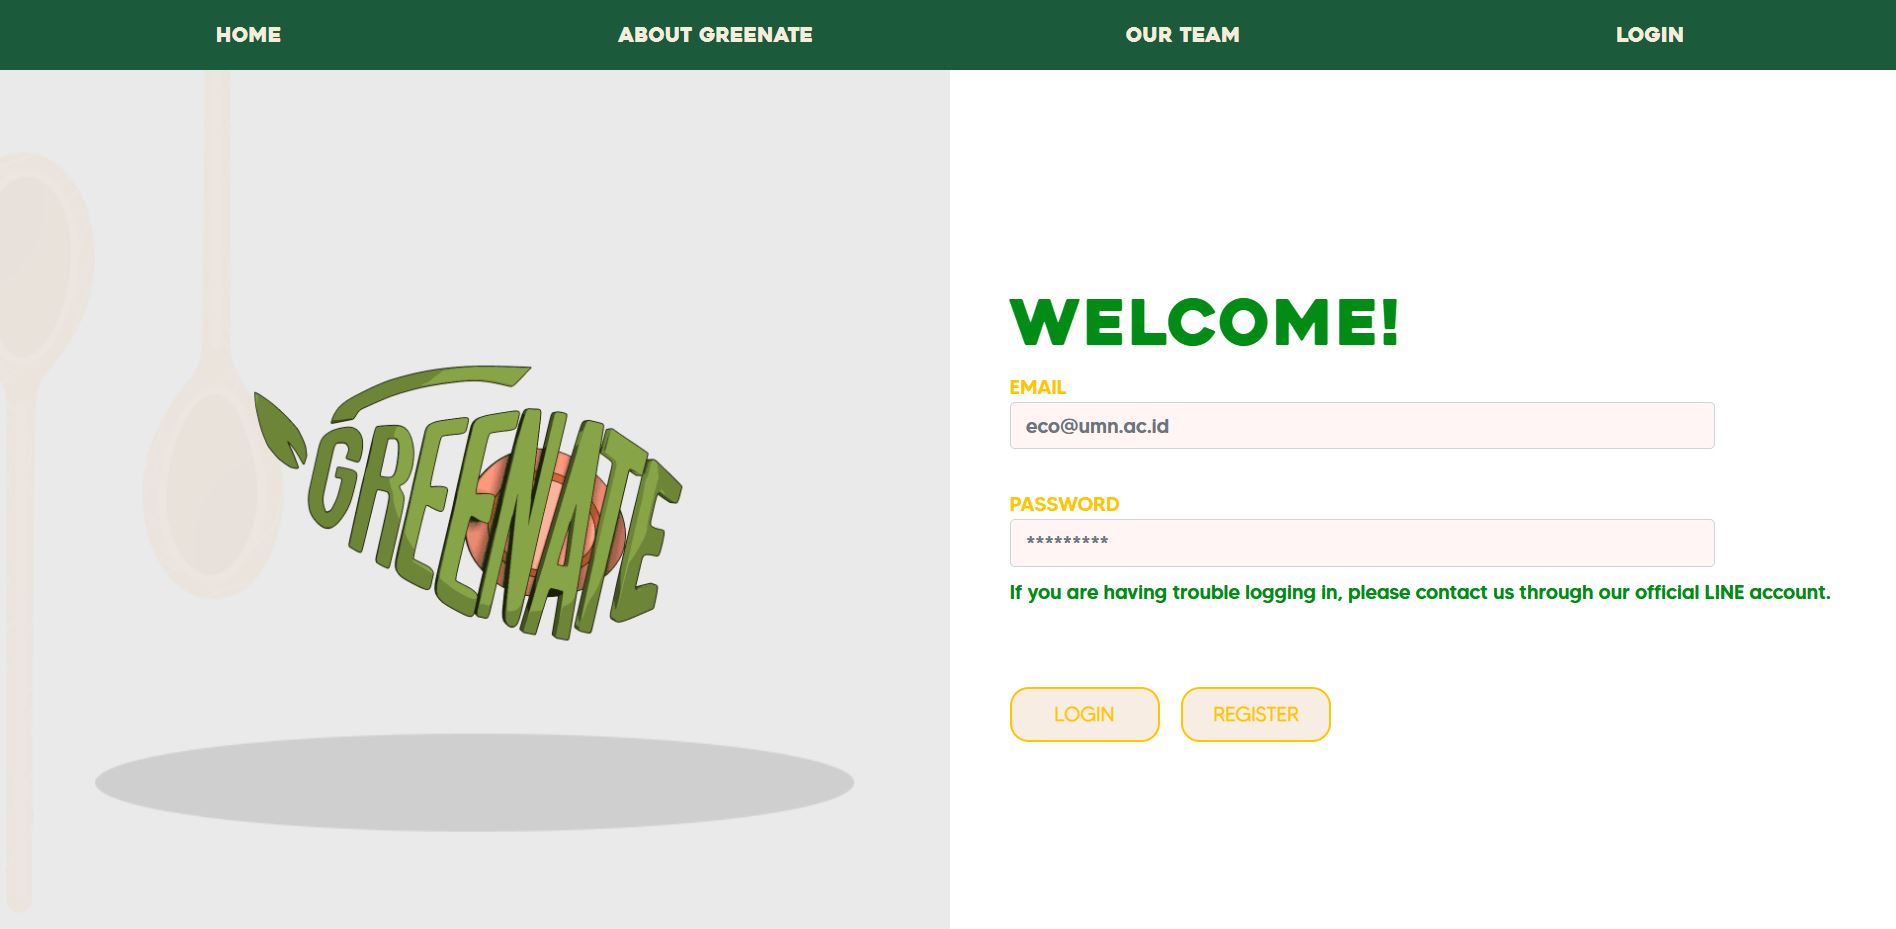 HOME ABOUT GREENATE OUR TEAM LOGIN
GREENATE
WELCOME!
EMAIL
eco@umn.ac.id
PASSWORD
*********
If you are having trouble logging in, please contact us through our official LINE account.
LOGIN REGISTER